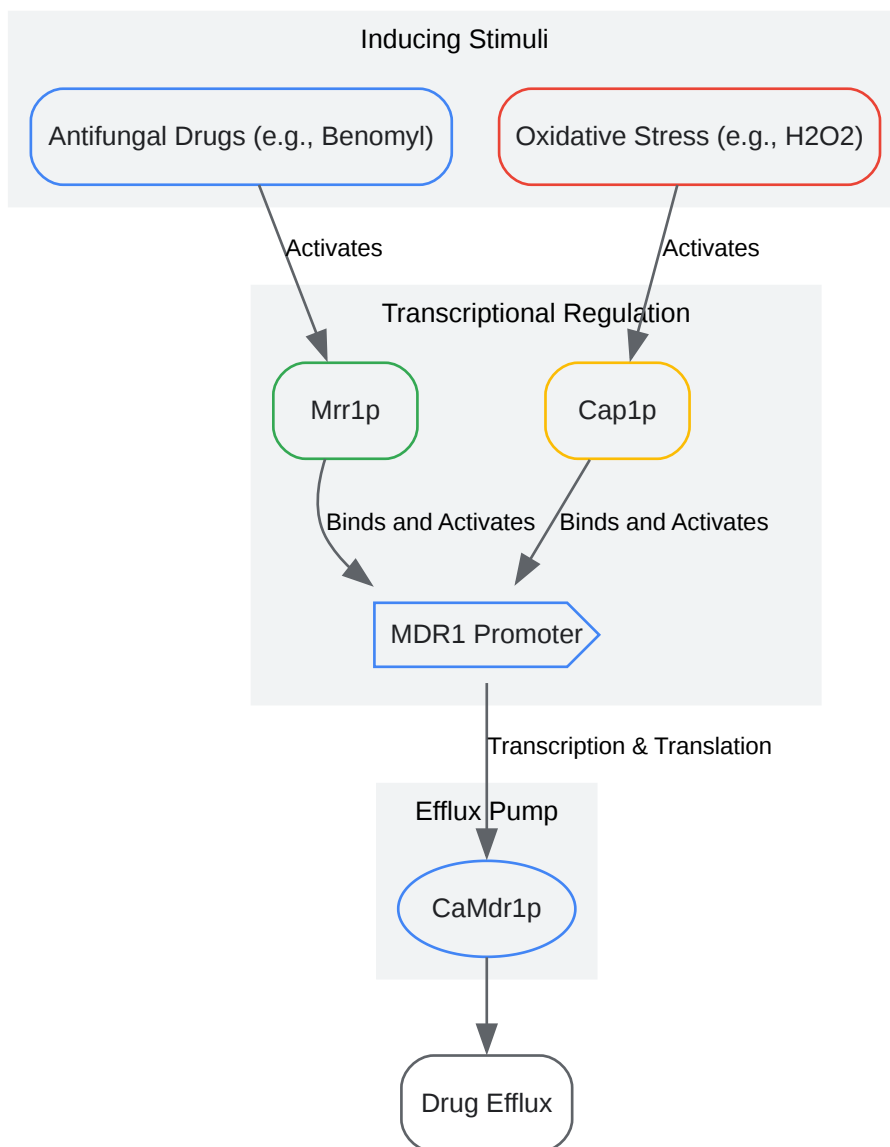 Inducing Stimuli
Antifungal Drugs (e.g., Benomyl)
Oxidative Stress (e.g., H2O2)
Activates
Activates
Transcriptional Regulation
Mrr1p
Cap1p
Binds and Activates
Binds and Activates
MDR1 Promoter
Transcription & Translation
Efflux Pump
CaMdr1p
Drug Efflux